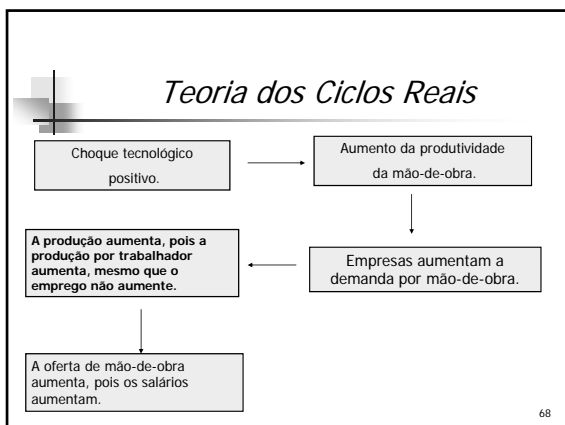 Teoria dos Ciclos Reais
Choque tecnológico
positivo.
Aumento da produtividade
da mão-de-obra.
Empresas aumentam a
demanda por mão-de-obra.
A produção aumenta, pois a
produção por trabalhador
aumenta, mesmo que o
emprego não aumente.
A oferta de mão-de-obra
aumenta, pois os salários
aumentam.
68